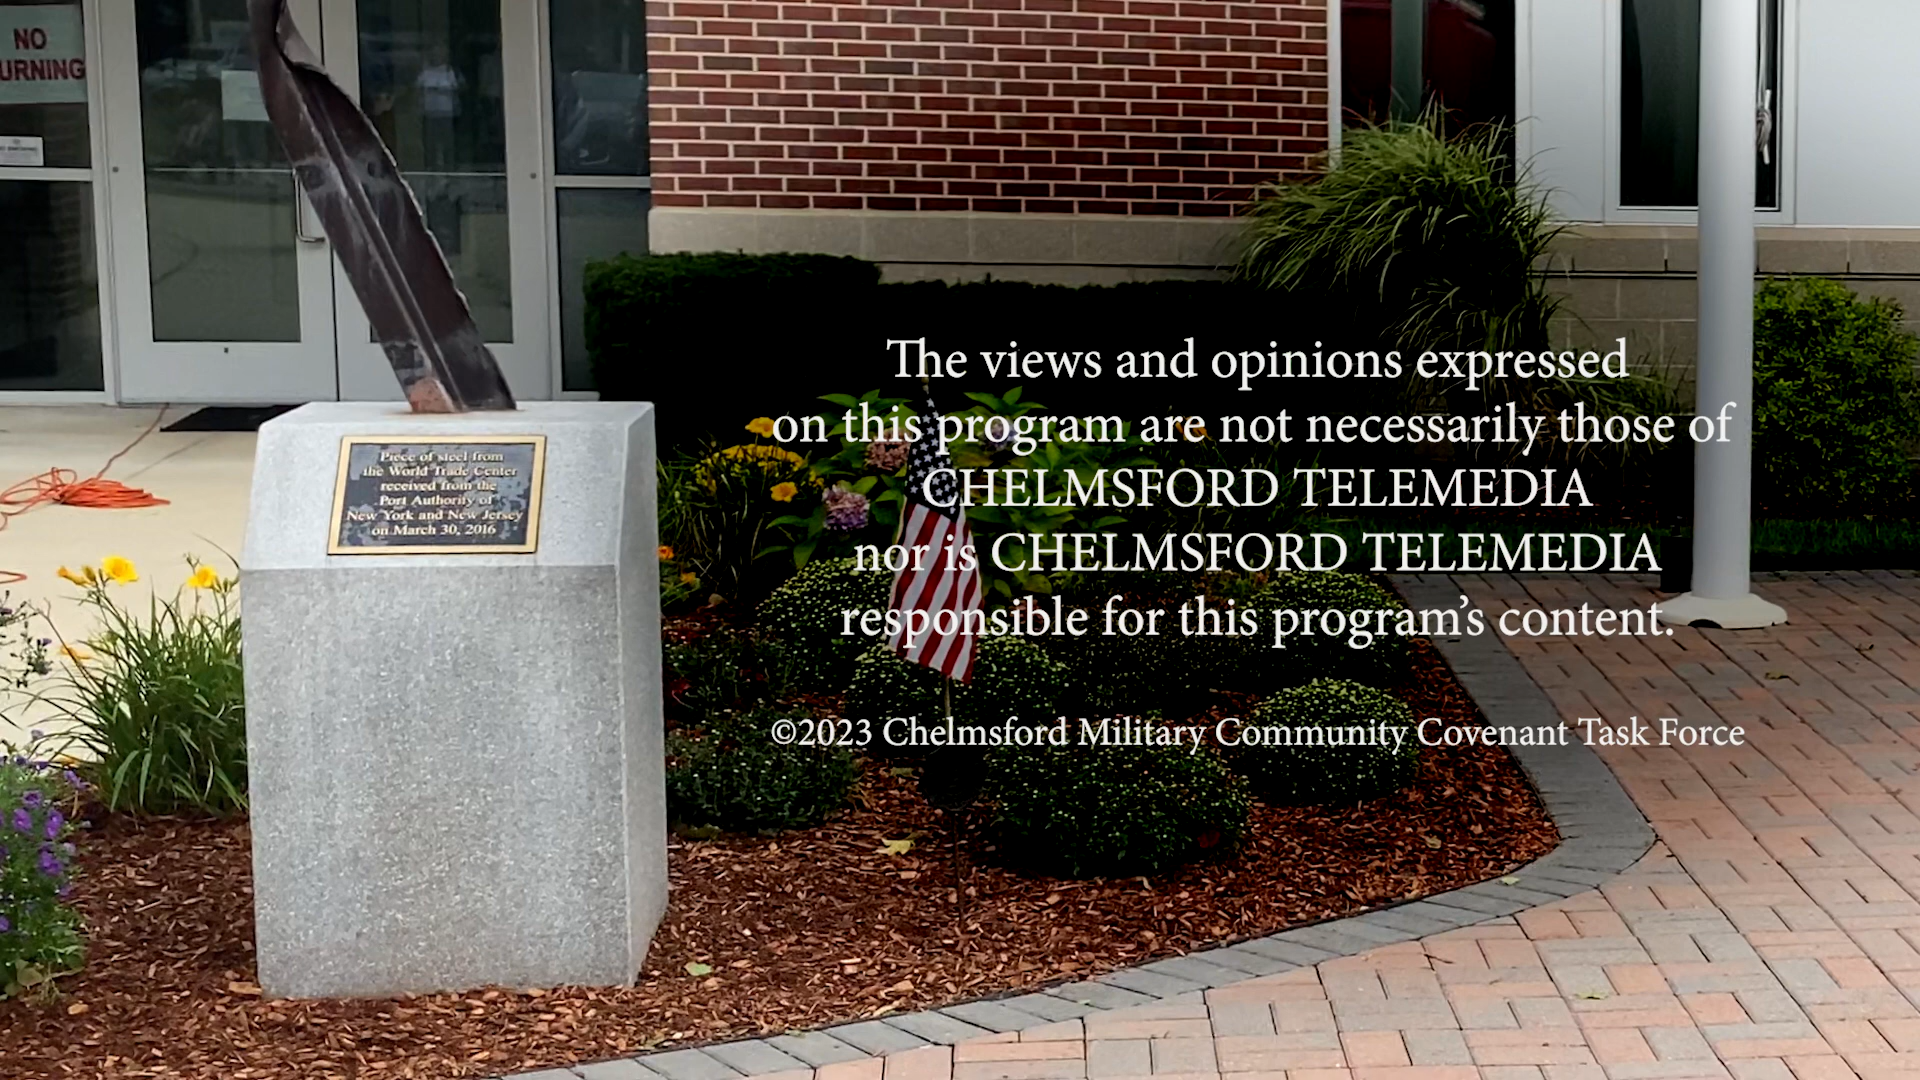 NO
URNING
Piece of steel from
the World Trade Center
received from the
Port Authority of
New York and New Jersey
on March 30, 2016
The views and opinions expressed
on this program are not necessarily those of
CHELMSFORD TELEMEDIA
nor is CHELMSFORD TELEMEDIA
responsible for this program’s content.
©2023 Chelmsford Military Community Covenant Task Force